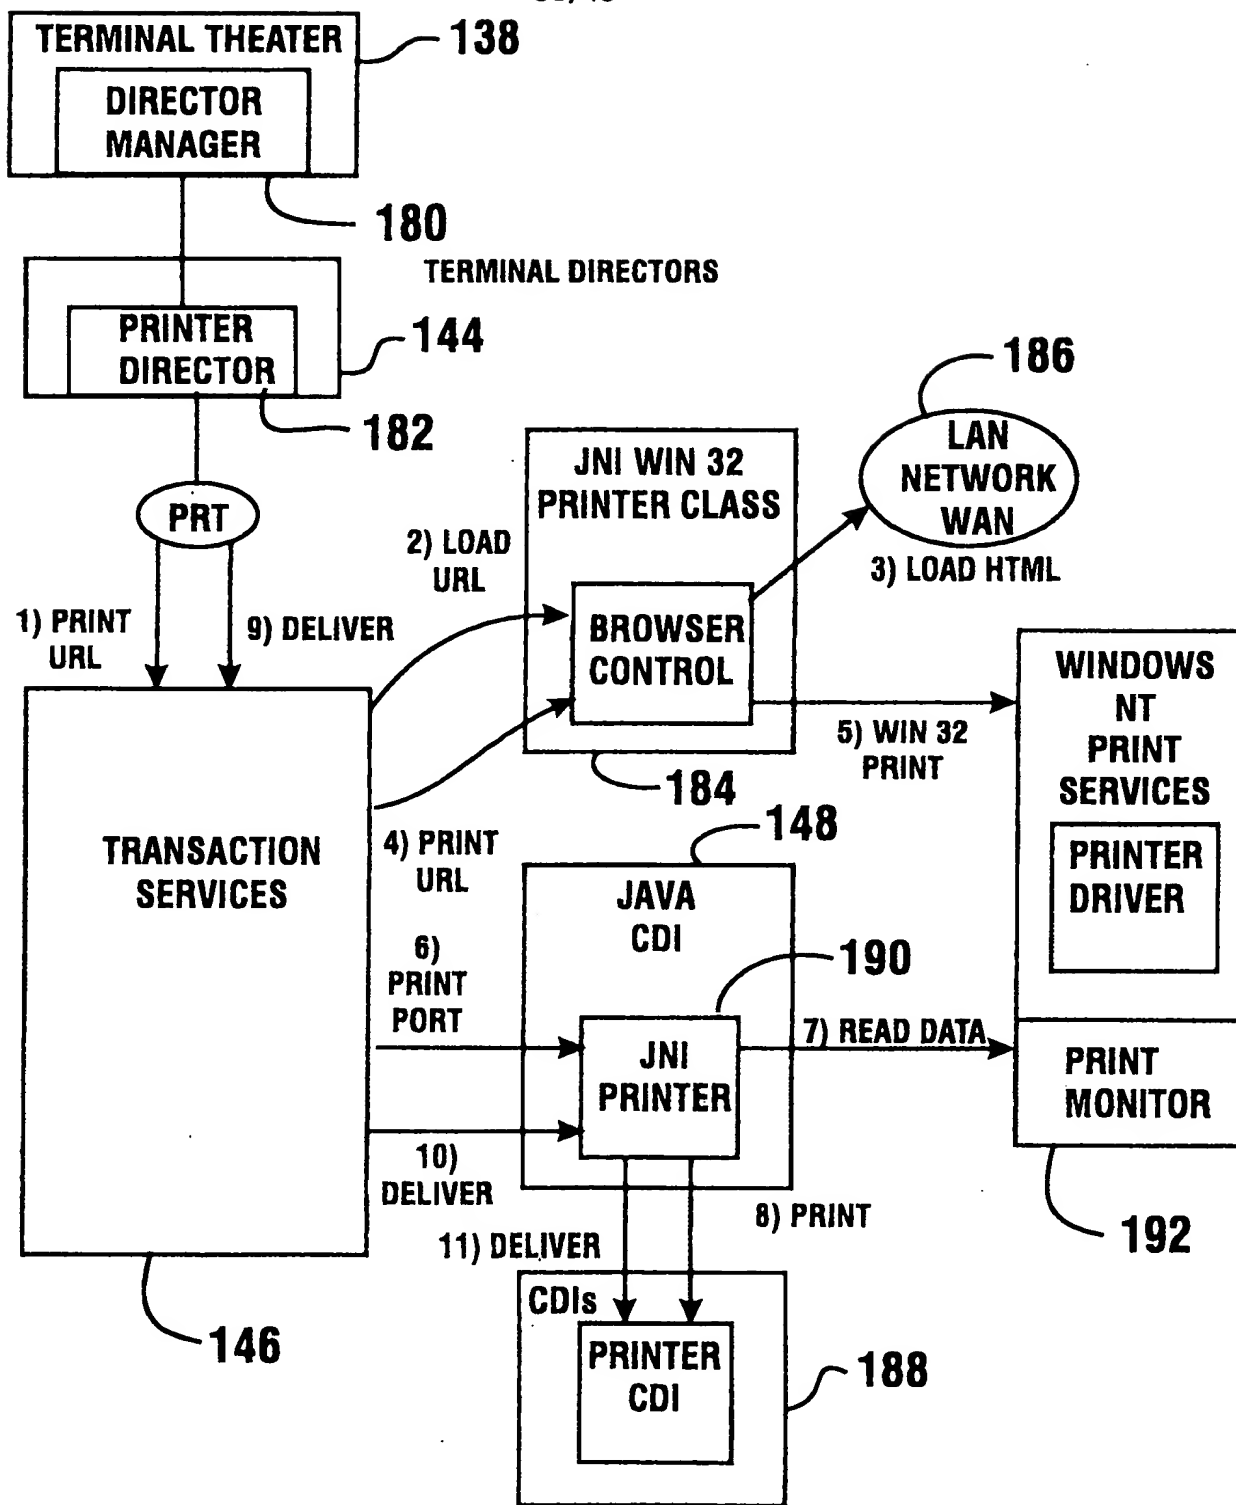 TERMINAL THEATER
138
DIRECTOR
MANAGER
180
TERMINAL DIRECTORS
PRINTER
DIRECTOR
144
182
186
LAN
NETWORK
WAN
JNI WIN 32
PRINTER CLASS
PRT
2) LOAD
URL
3) LOAD HTML
1) PRINT
URL
9) DELIVER
BROWSER
CONTROL
WINDOWS
NT
PRINT
SERVICES
5) WIN 32
PRINT
184
148
TRANSACTION
SERVICES
4) PRINT
URL
PRINTER
DRIVER
JAVA
CDI
190
6)
PRINT
PORT
7) READ DATA
JNI
PRINTER
PRINT
MONITOR
10)
DELIVER
8) PRINT
192
11) DELIVER
CDIs
PRINTER
CDI
146
188